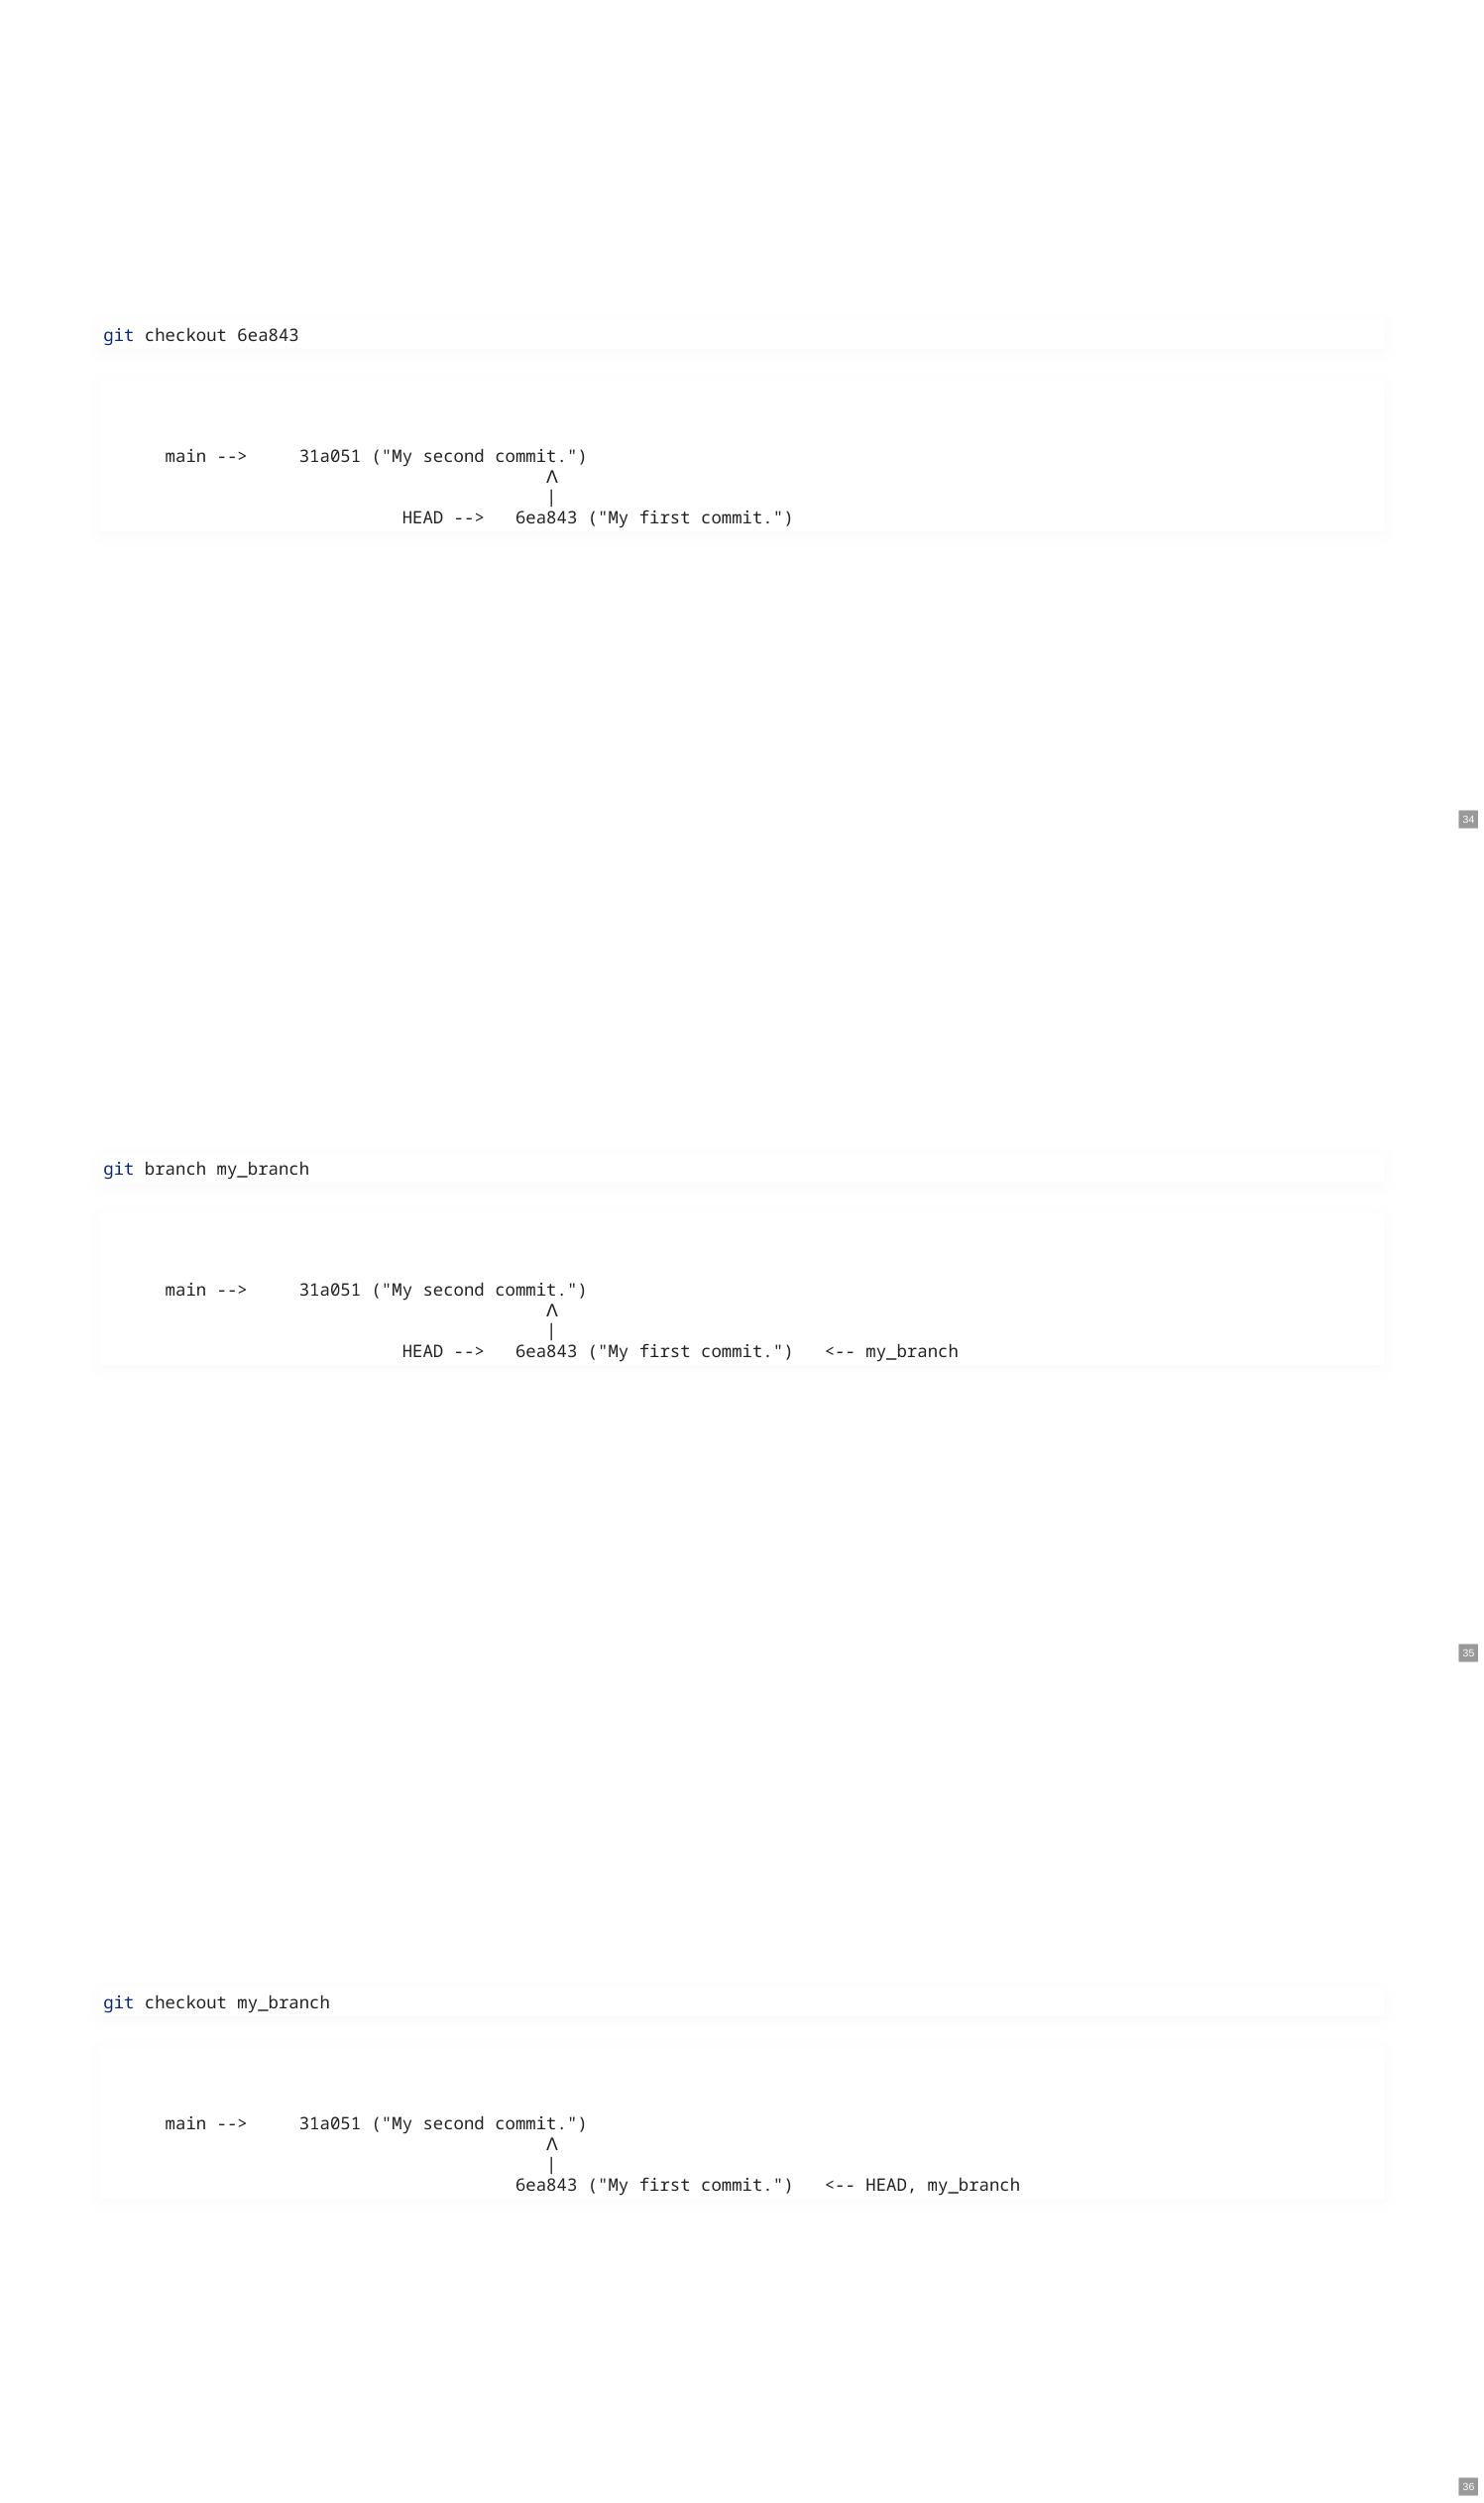 git checkout 6ea843
main -->     31a051 ("My second commit.")
^
|
HEAD -->   6ea843 ("My first commit.")
34
git branch my_branch
main -->     31a051 ("My second commit.")
^
|
HEAD -->   6ea843 ("My first commit.")   <-- my_branch
35
git checkout my_branch
main -->     31a051 ("My second commit.")
^
|
6ea843 ("My first commit.")   <-- HEAD, my_branch
36